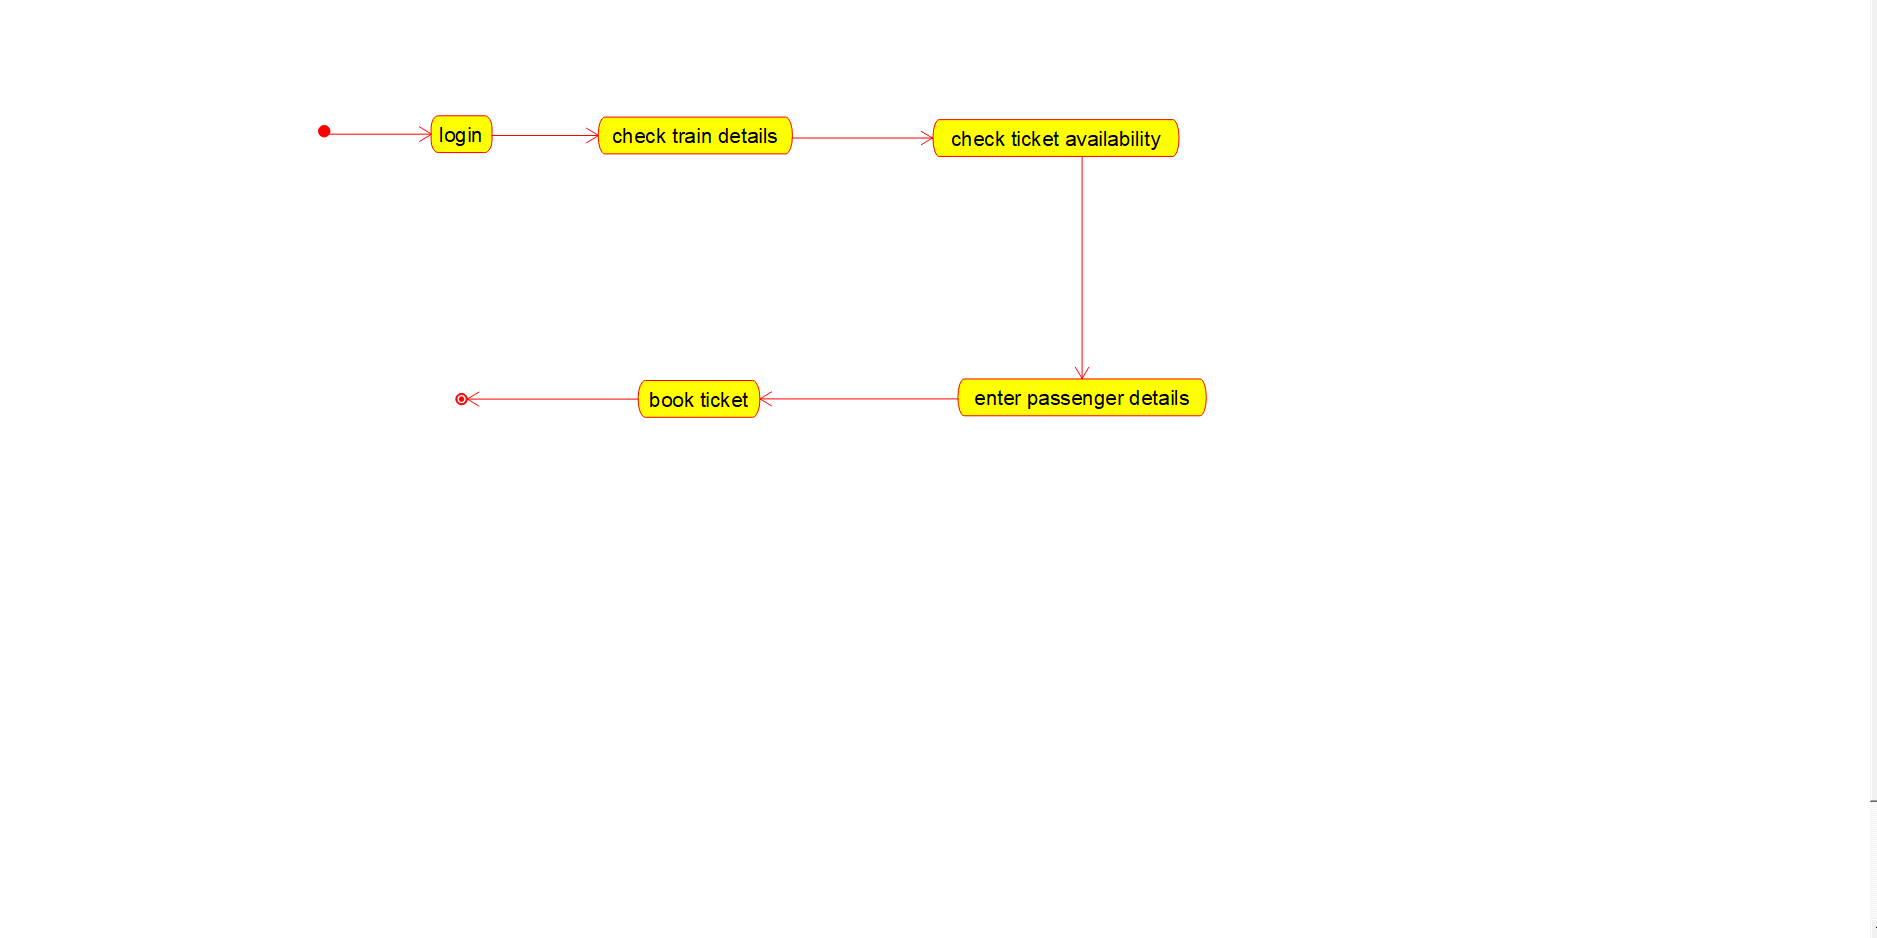 login
check train details
check ticket availability
enter passenger details
book ticket